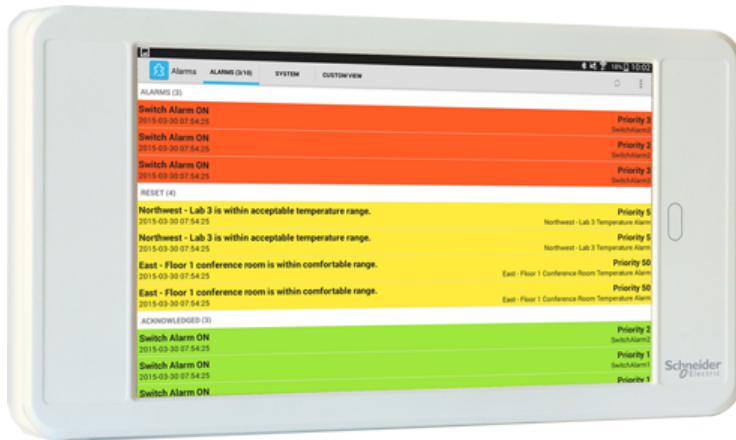 18% 10:02
Alarms ALARMS (3/10) SYSTEM CUSTOM VIEW
ALARMS (3)
Switch Alarm ON Priority 3
2015-03-30 07:54:25
Switch Alarm ON Priority 2
2015-03-30 07:54:25 SwitchAlarm2
Switch Alarm ON Priority 3
2015-03-30 07:54:25
RESET (4)
Northwest - Lab 3 is within acceptable temperature range. Priority 5
2015-03-30 07:54:25 Northwest - Lab 3 Temperature Alarm
Northwest - Lab 3 is within acceptable temperature range. Priority 5
2015-03-30 07:54:25 Northwest - Lab 3 Temperature Alarm
East - Floor 1 conference room is within comfortable range. Priority 50
2015-03-30 07:54:25 East - Floor 1 Conference Room Temperature Alarm
East - Floor 1 conference room is within comfortable range. Priority 50
2015-03-30 07:54:25 East - Floor 1 Conference Room Temperature Alarm
ACKNOWLEDGED (3)
Switch Alarm ON Priority 2
2015-03-30 07:54:25 SwitchAlarm2
Switch Alarm ON Priority 1
2015-03-30 07:54:25 SwitchAlarm1
Switch Alarm ON Priority 1
Schneider
Electric